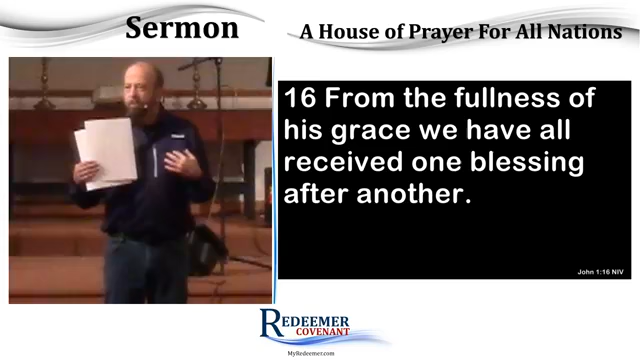 Sermon
A House of Prayer For All Nations
16 From the fullness of
his grace we have all
received one blessing
after another.
John 1:16 NIV
REDEEMER
COVENANT
MyRedeemer.com